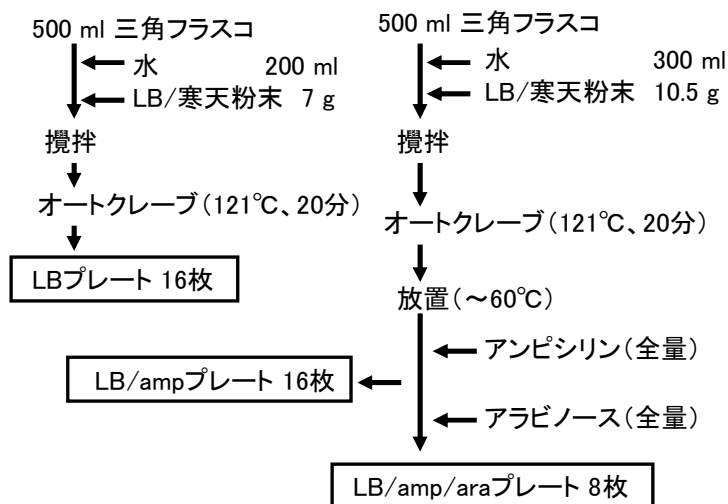 500 ml 三角フラスコ
水 200 ml
LB/寒天粉末 7 g
攪拌
オートクレーブ(121℃、20分)
LBプレート 16枚
500 ml 三角フラスコ
水 300 ml
LB/寒天粉末 10.5 g
攪拌
オートクレーブ(121℃、20分)
放置(~60℃)
アンピシリン(全量)
LB/ampプレート 16枚
アラビノース(全量)
LB/amp/araプレート 8枚